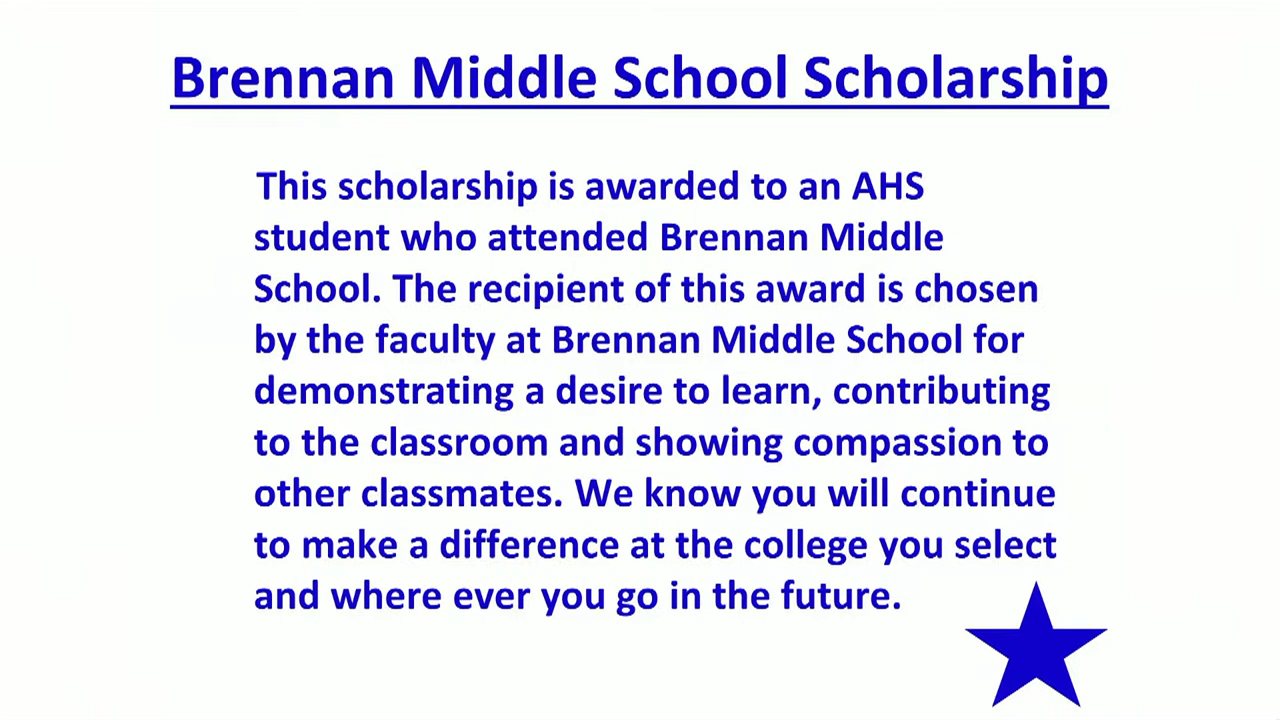 Brennan Middle School Scholarship
This scholarship is awarded to an AHS
student who attended Brennan Middle
School. The recipient of this award is chosen
by the faculty at Brennan Middle School for
demonstrating a desire to learn, contributing
to the classroom and showing compassion to
other classmates. We know you will continue
to make a difference at the college you select
and where ever you go in the future.